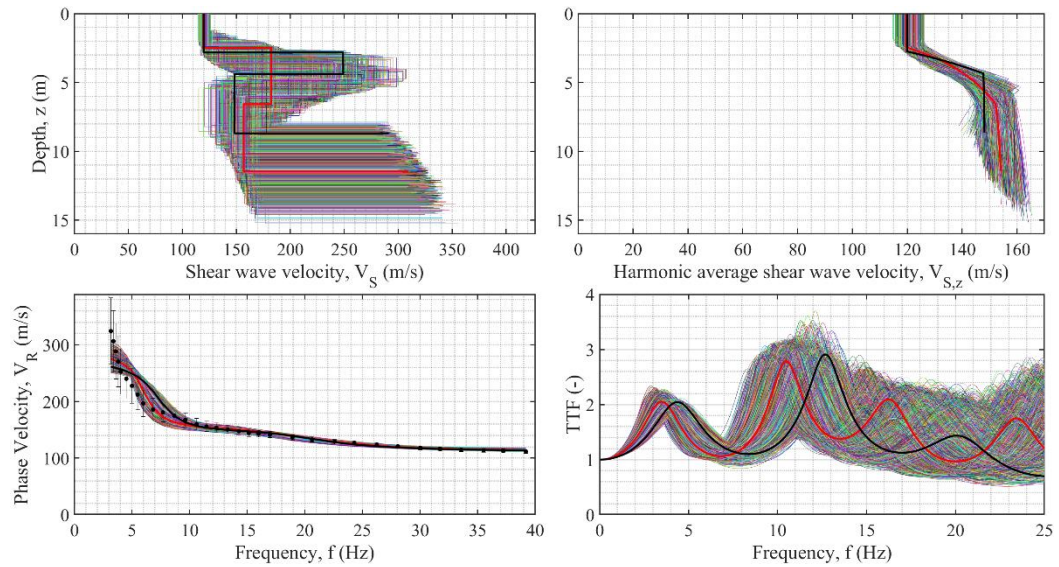 0
5
10
15
Depth, z (m)
0 50 100 150 200 250 300 350 400
Shear wave velocity, V_S (m/s)
0
5
10
15
0 20 40 60 80 100 120 140 160
Harmonic average shear wave velocity, V_S,z (m/s)
300
200
100
0
Phase Velocity, V_R (m/s)
0 5 10 15 20 25 30 35 40
Frequency, f (Hz)
4
3
2
1
0
TTF (-)
0 5 10 15 20 25
Frequency, f (Hz)